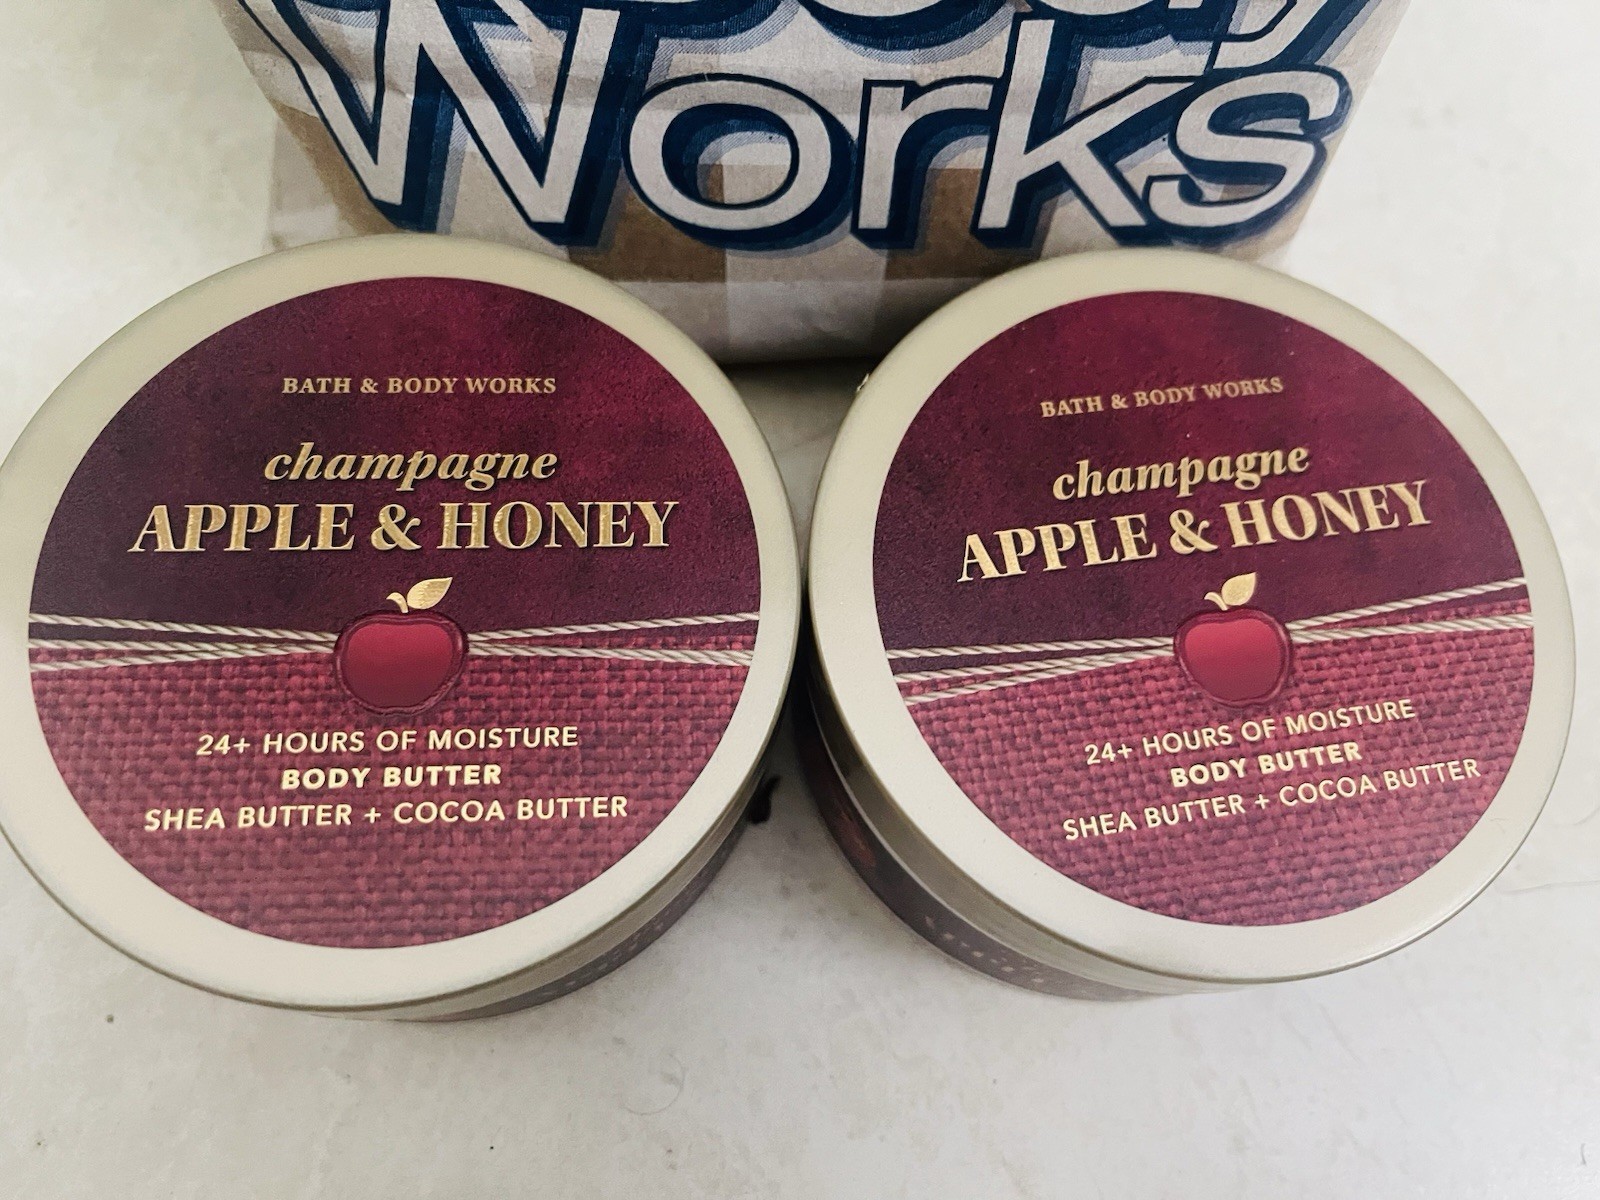 Works
BATH & BODY WORKS
champagne
APPLE & HONEY
24+ HOURS OF MOISTURE
BODY BUTTER
SHEA BUTTER + COCOA BUTTER
BATH & BODY WORKS
champagne
APPLE & HONEY
24+ HOURS OF MOISTURE
BODY BUTTER
SHEA BUTTER + COCOA BUTTER